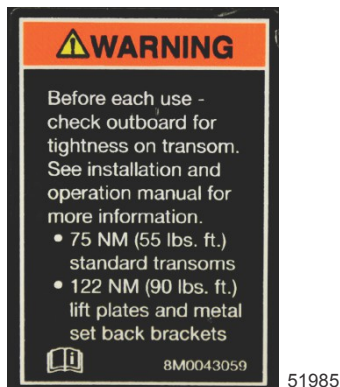 WARNING
Before each use -
check outboard for
tightness on transom.
See installation and
operation manual for
more information.
• 75 NM (55 lbs. ft.)
standard transoms
• 122 NM (90 lbs. ft.)
lift plates and metal
set back brackets
8M0043059
51985